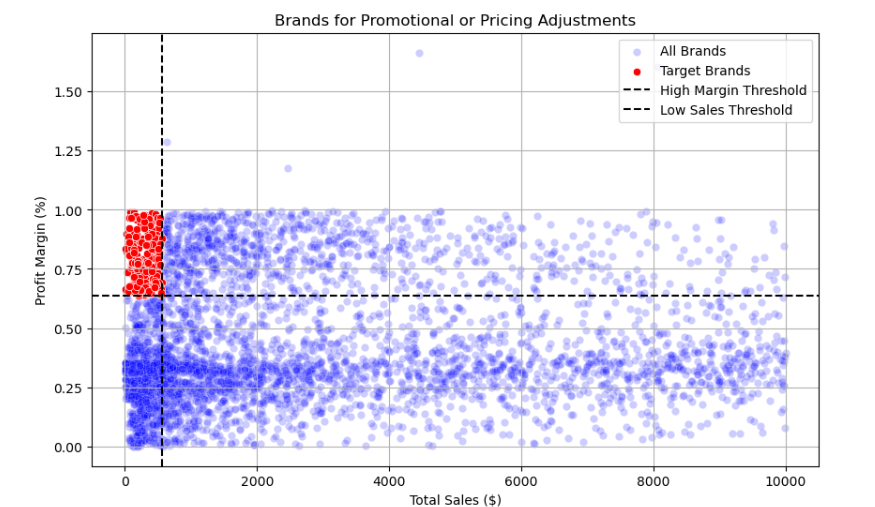 Brands for Promotional or Pricing Adjustments
All Brands
Target Brands
High Margin Threshold
Low Sales Threshold
Profit Margin (%)
1.50
1.25
1.00
0.75
0.50
0.25
0.00
0 2000 4000 6000 8000 10000
Total Sales ($)